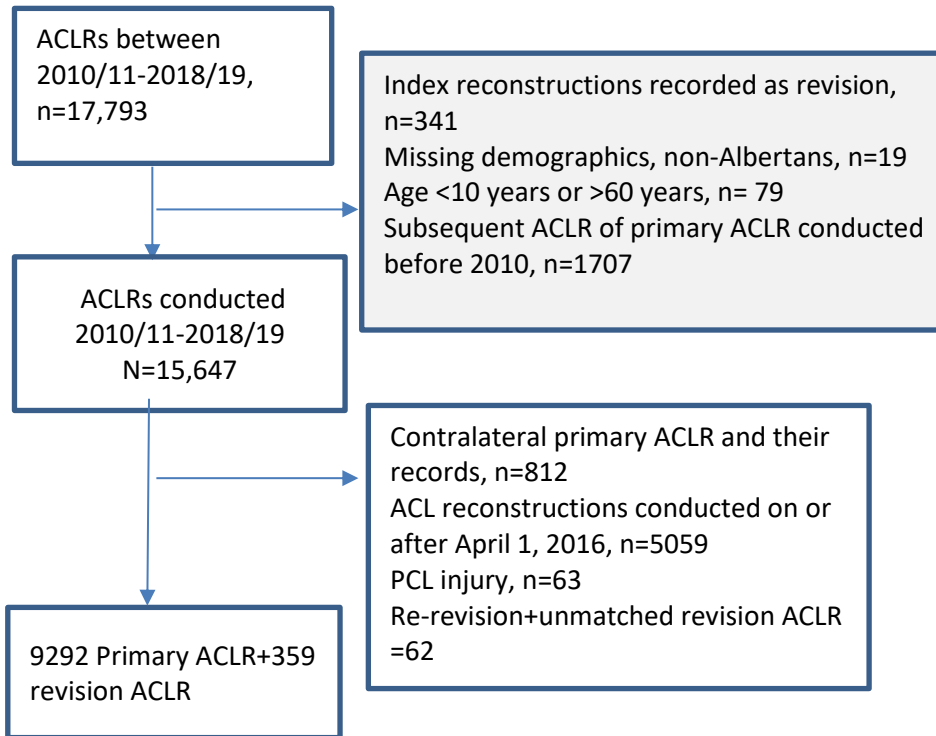 ACLRs between
2010/11-2018/19,
n=17,793
Index reconstructions recorded as revision,
n=341
Missing demographics, non-Albertans, n=19
Age <10 years or >60 years, n= 79
Subsequent ACLR of primary ACLR conducted
before 2010, n=1707
ACLRs conducted
2010/11-2018/19
N=15,647
Contralateral primary ACLR and their
records, n=812
ACL reconstructions conducted on or
after April 1, 2016, n=5059
PCL injury, n=63
Re-revision+unmatched revision ACLR
=62
9292 Primary ACLR+359
revision ACLR